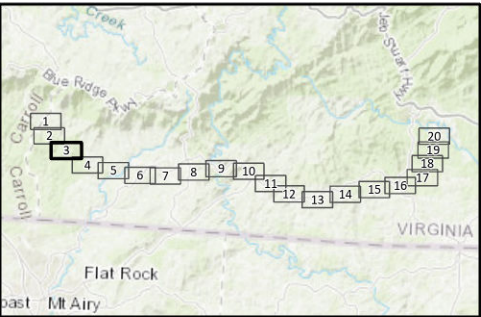 Creek
Jeb Stuart Hwy
Blue Ridge Pkwy
Carroll
1
2
3
4
5
6
7
8
9
10
11
12
13
14
15
16
17
18
19
20
Carroll
VIRGINIA
Flat Rock
oast Mt Airy